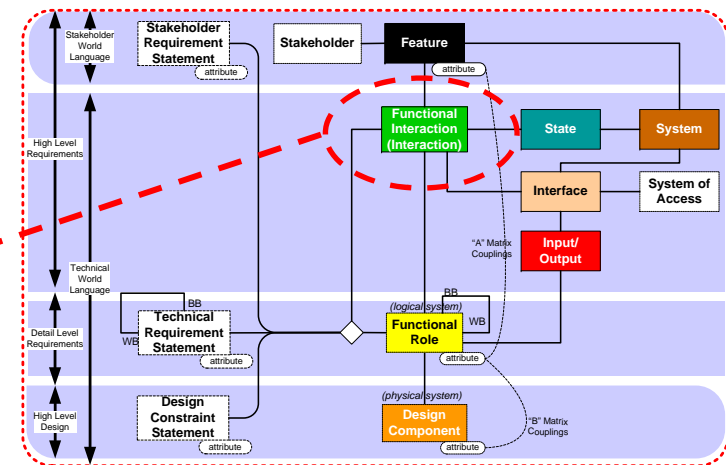 Stakeholder
World
Language
Stakeholder
Requirement
Statement
attribute
Stakeholder
Feature
attribute
High Level
Requirements
Functional
Interaction
(Interaction)
State
System
Interface
System of
Access
"A" Matrix
Couplings
Input/
Output
Technical
World
Language
BB
(logical system)
BB
Detail Level
Requirements
WB
Technical
Requirement
Statement
attribute
Functional
Role
WB
attribute
High Level
Design
Design
Constraint
Statement
attribute
(physical system)
Design
Component
attribute
"B" Matrix
Couplings